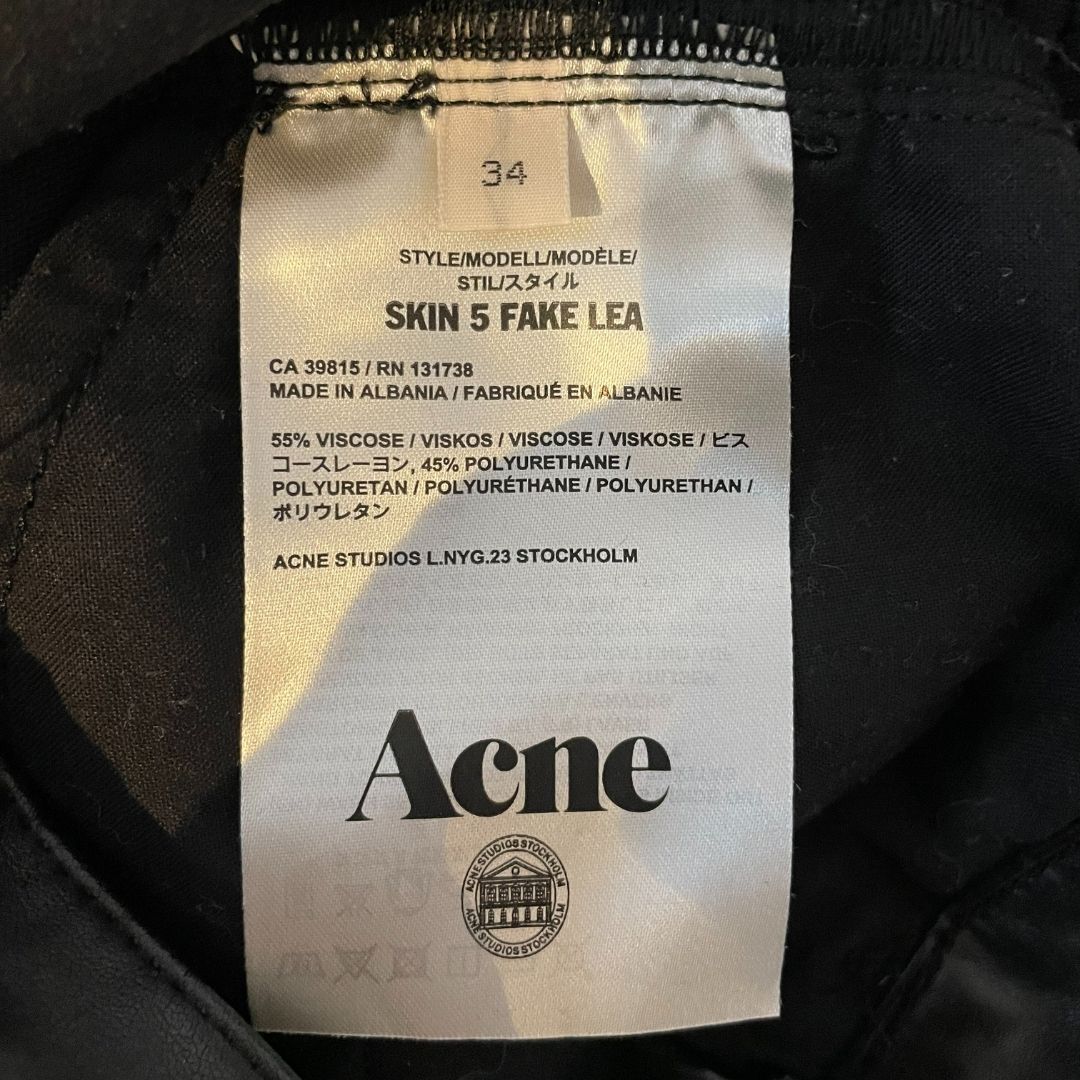 34
STYLE/MODELL/MODÈLE/
STIL/スタイル
SKIN 5 FAKE LEA
CA 39815 / RN 131738
MADE IN ALBANIA / FABRIQUÉ EN ALBANIE
55% VISCOSE / VISKOS / VISCOSE / VISKOSE / ビス
コースレーヨン, 45% POLYURETHANE /
POLYURETAN / POLYURÉTHANE / POLYURETHAN /
ポリウレタン
ACNE STUDIOS L.NYG.23 STOCKHOLM
Acne
ACNE STUDIOS STOCKHOLM
ACNE STUDIOS STOCKHOLM